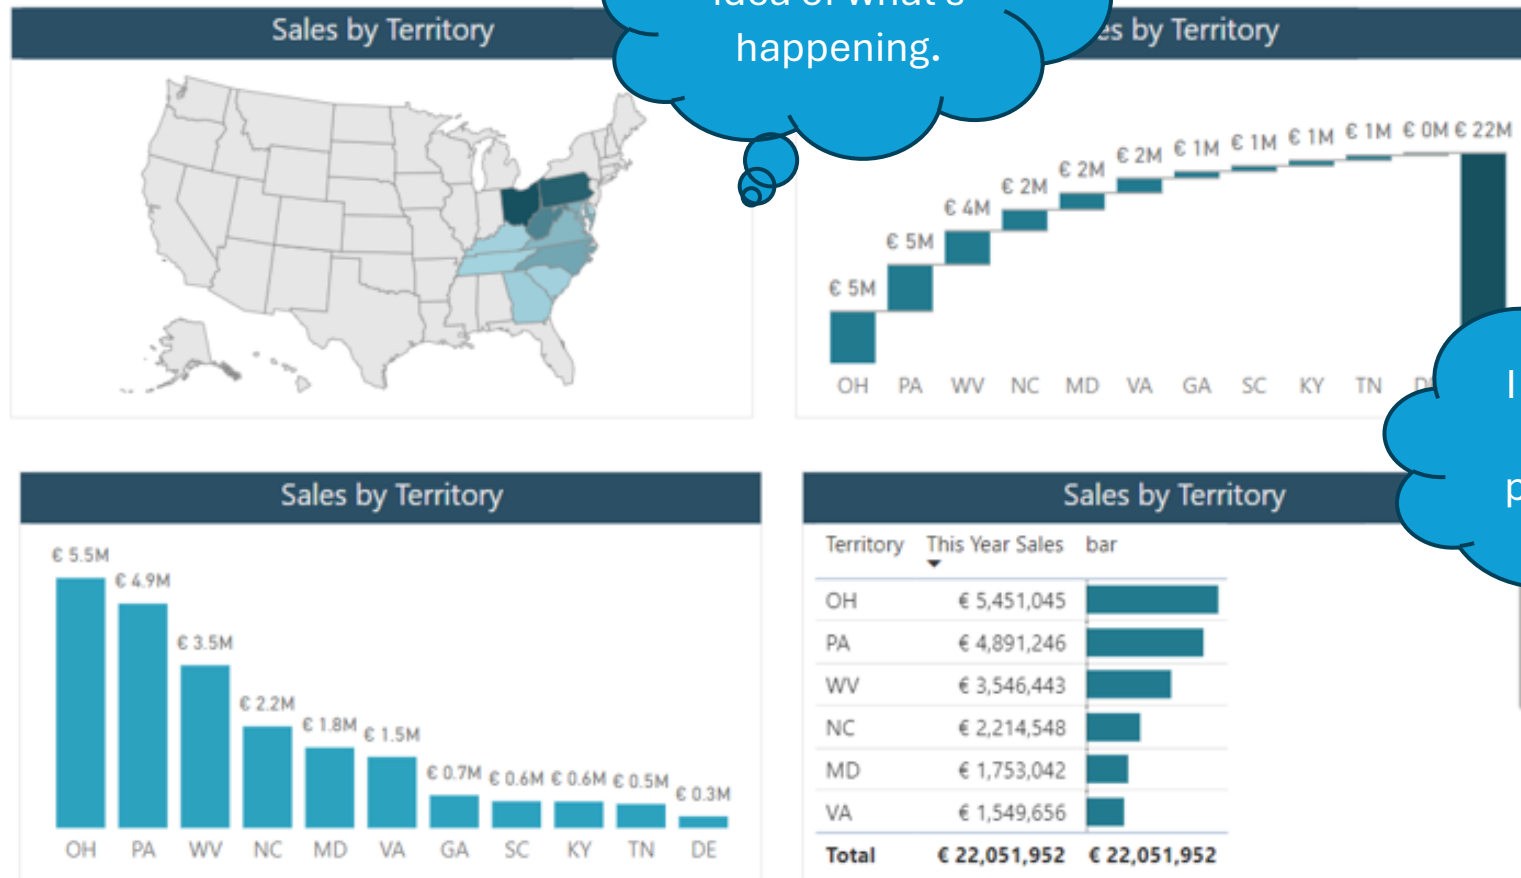 Sales by Territory
happening.
by Territory
€ 5M
€ 5M
€ 4M
€ 2M
€ 2M
€ 2M
€ 1M
€ 1M
€ 1M
€ 1M
€ 0M
€ 22M
OH PA WV NC MD VA GA SC KY TN
I
Sales by Territory
€ 5.5M
€ 4.9M
€ 3.5M
€ 2.2M
€ 1.8M
€ 1.5M
€ 0.7M
€ 0.6M
€ 0.6M
€ 0.5M
€ 0.3M
OH PA WV NC MD VA GA SC KY TN DE
Sales by Territory
Territory This Year Sales bar
OH € 5,451,045
PA € 4,891,246
WV € 3,546,443
NC € 2,214,548
MD € 1,753,042
VA € 1,549,656
Total € 22,051,952 € 22,051,952